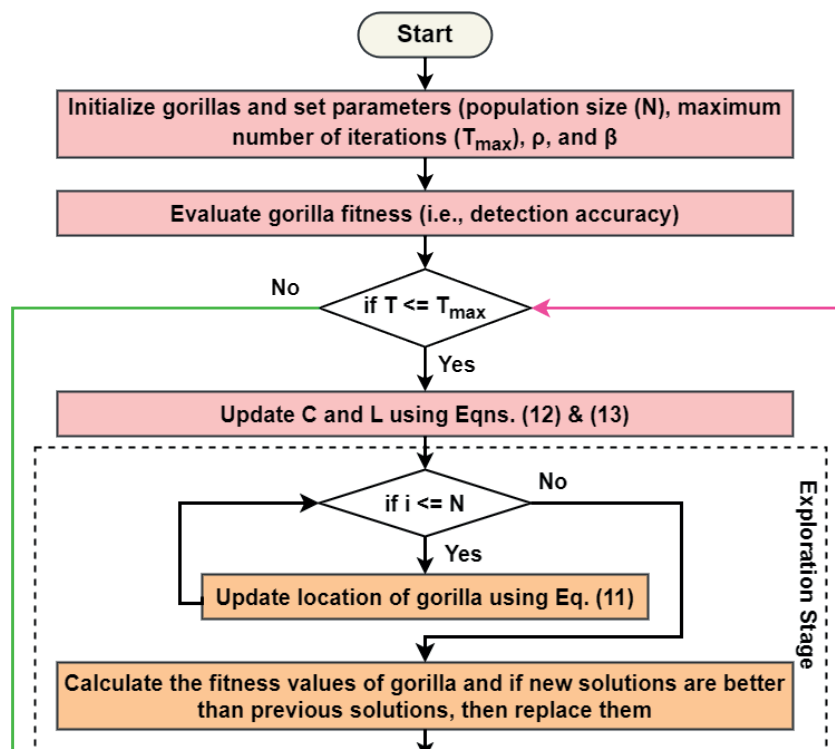 Start
Initialize gorillas and set parameters (population size (N), maximum
number of iterations (Tmax), ρ, and β
Evaluate gorilla fitness (i.e., detection accuracy)
No
if T <= Tmax
Yes
Update C and L using Eqns. (12) & (13)
if i <= N
No
Yes
Update location of gorilla using Eq. (11)
Exploration Stage
Calculate the fitness values of gorilla and if new solutions are better
than previous solutions, then replace them